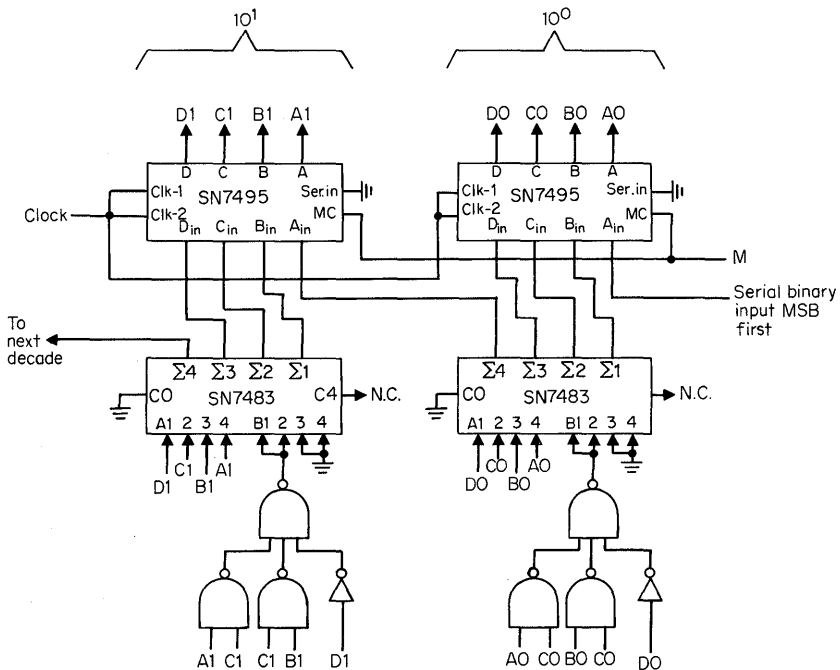 10¹ 10⁰
D1 C1 B1 A1 D0 C0 B0 A0
D C B A D C B A
Clk-1 SN7495 Ser.in Clk-1 SN7495 Ser.in
Clock Clk-2 MC Clk-2 MC
Din Cin Bin Ain Din Cin Bin Ain
M
Serial binary
input MSB
first
To
next
decade
Σ4 Σ3 Σ2 Σ1 Σ4 Σ3 Σ2 Σ1
CO SN7483 C4 N.C. CO SN7483 N.C.
A1 2 3 4 B1 2 3 4 A1 2 3 4 B1 2 3 4
D1 C1 B1 A1 D0 C0 B0 A0
A1 C1 C1 B1 D1 A0 C0 B0 C0 D0